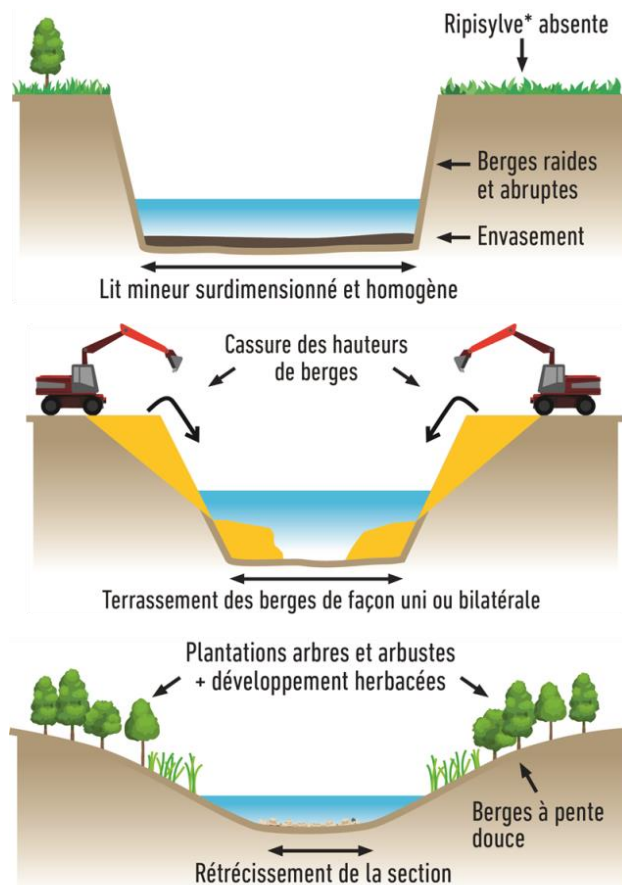 Ripisylve* absente
Berges raides
et abruptes
Envasement
Lit mineur surdimensionné et homogène
Cassure des hauteurs
de berges
Terrassement des berges de façon uni ou bilatérale
Plantations arbres et arbustes
+ développement herbacées
Berges à pente
douce
Rétrécissement de la section